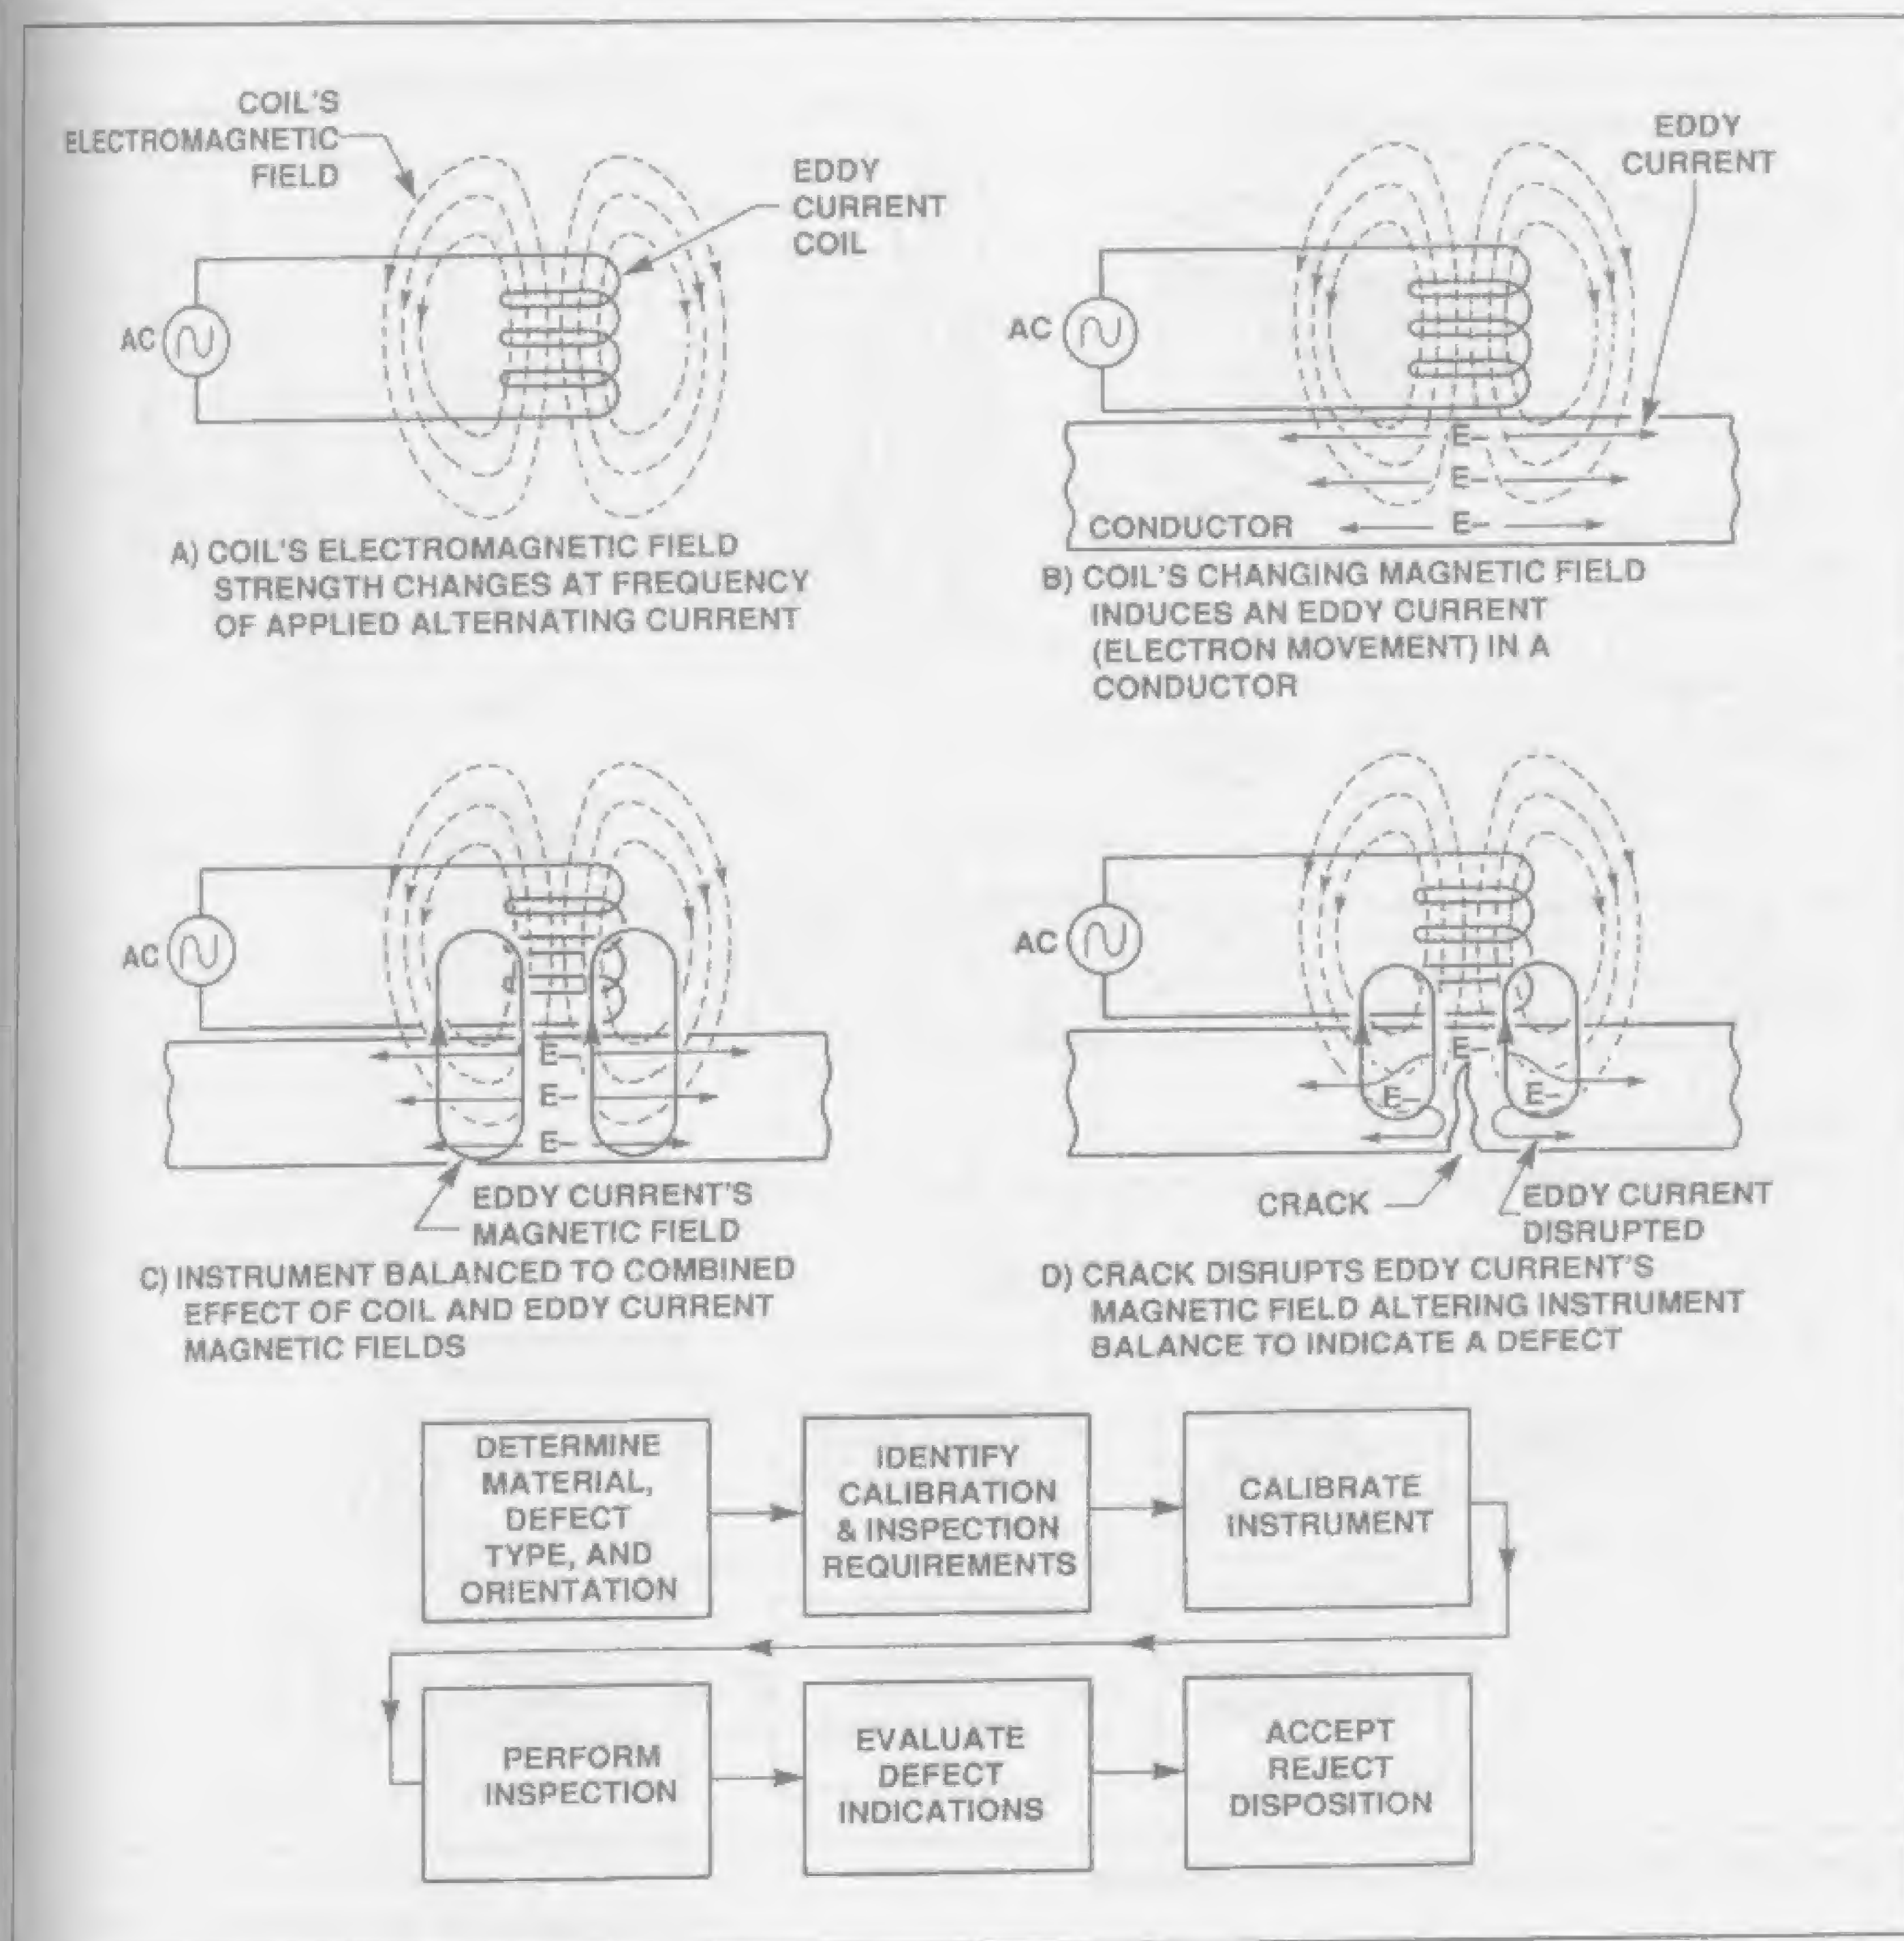 COIL'S
ELECTROMAGNETIC
FIELD
EDDY
CURRENT
COIL
AC
A) COIL'S ELECTROMAGNETIC FIELD
STRENGTH CHANGES AT FREQUENCY
OF APPLIED ALTERNATING CURRENT
EDDY
CURRENT
AC
E-
E-
CONDUCTOR
E-
B) COIL'S CHANGING MAGNETIC FIELD
INDUCES AN EDDY CURRENT
(ELECTRON MOVEMENT) IN A
CONDUCTOR
AC
E-
E-
E-
EDDY CURRENT'S
MAGNETIC FIELD
C) INSTRUMENT BALANCED TO COMBINED
EFFECT OF COIL AND EDDY CURRENT
MAGNETIC FIELDS
AC
E-
E-
E-
CRACK
EDDY CURRENT
DISRUPTED
D) CRACK DISRUPTS EDDY CURRENT'S
MAGNETIC FIELD ALTERING INSTRUMENT
BALANCE TO INDICATE A DEFECT
DETERMINE
MATERIAL,
DEFECT
TYPE, AND
ORIENTATION
IDENTIFY
CALIBRATION
& INSPECTION
REQUIREMENTS
CALIBRATE
INSTRUMENT
PERFORM
INSPECTION
EVALUATE
DEFECT
INDICATIONS
ACCEPT
REJECT
DISPOSITION